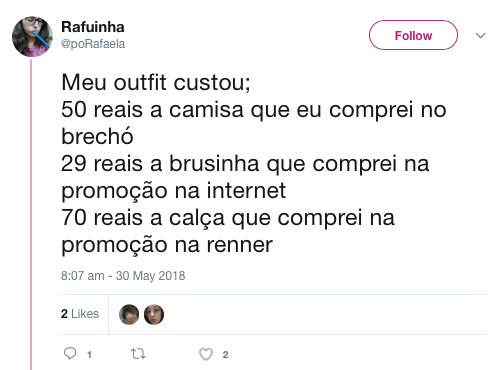 Rafuinha
@poRafaela
Follow
Meu outfit custou;
50 reais a camisa que eu comprei no
brechó
29 reais a brusinha que comprei na
promoção na internet
70 reais a calça que comprei na
promoção na renner
8:07 am - 30 May 2018
2 Likes
1
2